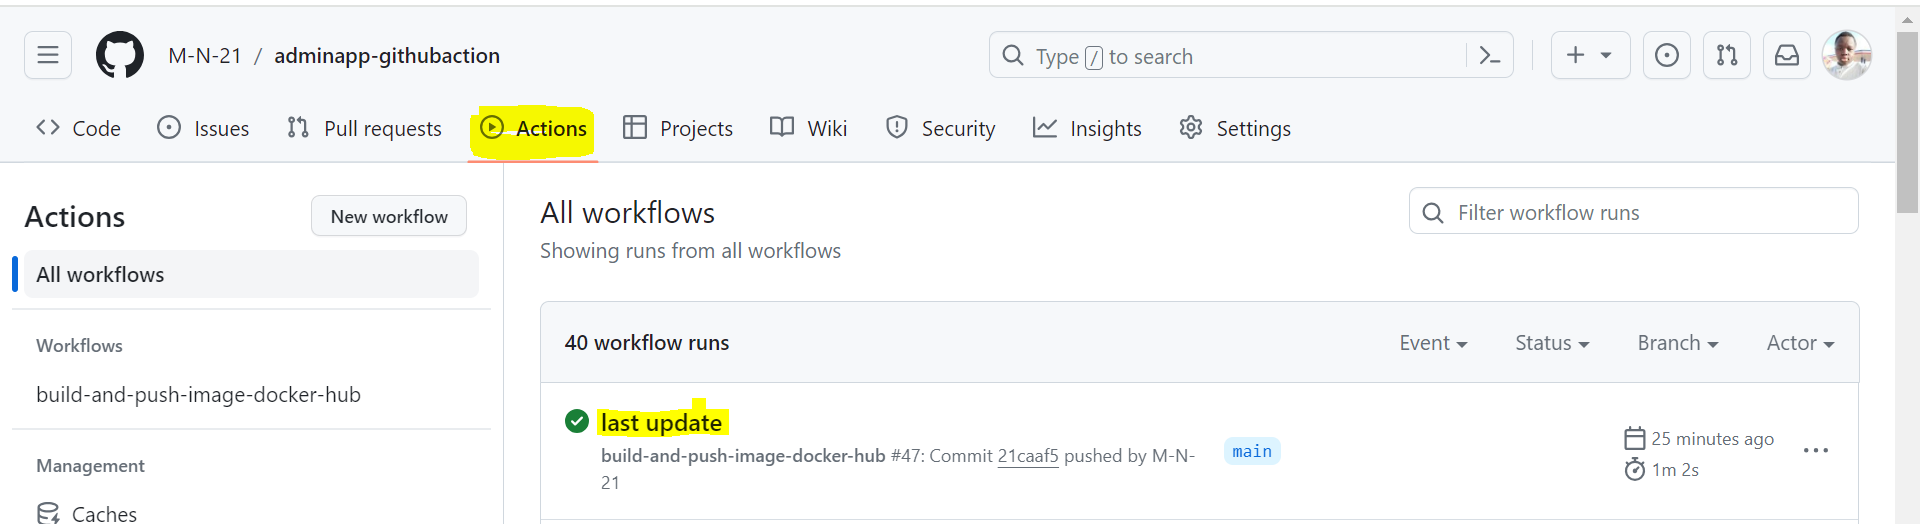 M-N-21 / adminapp-githubaction
Type / to search
Code Issues Pull requests Actions Projects Wiki Security Insights Settings
Actions
New workflow
All workflows
Workflows
build-and-push-image-docker-hub
Management
Caches
All workflows
Showing runs from all workflows
Filter workflow runs
40 workflow runs
Event Status Branch Actor
last update
build-and-push-image-docker-hub #47: Commit 21caaf5 pushed by M-N-
21
main
25 minutes ago
1m 2s